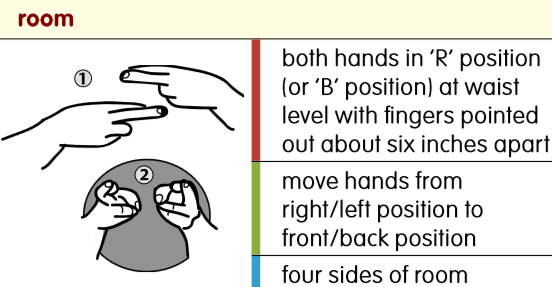 room
①
②
both hands in ‘R’ position
(or ‘B’ position) at waist
level with fingers pointed
out about six inches apart
move hands from
right/left position to
front/back position
four sides of room